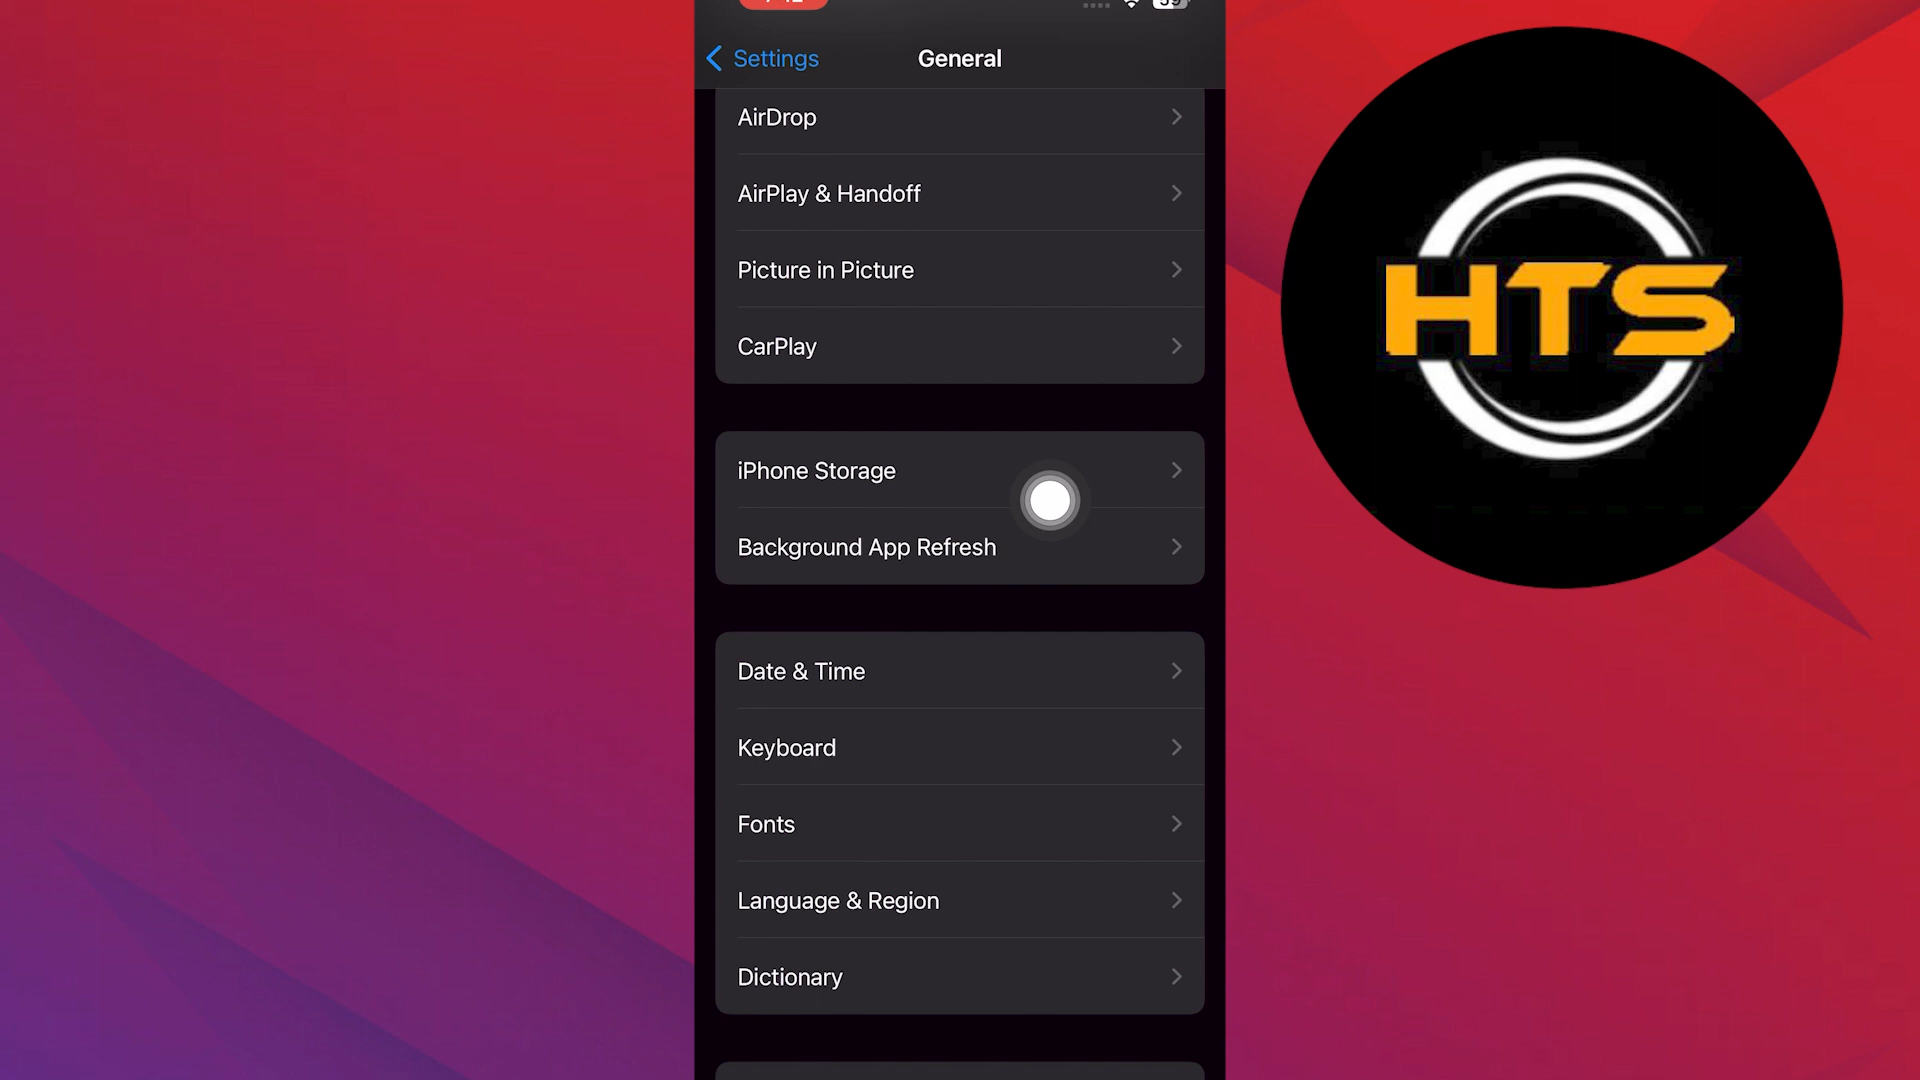 Settings
General
AirDrop
AirPlay & Handoff
Picture in Picture
CarPlay
iPhone Storage
Background App Refresh
Date & Time
Keyboard
Fonts
Language & Region
Dictionary
HTS